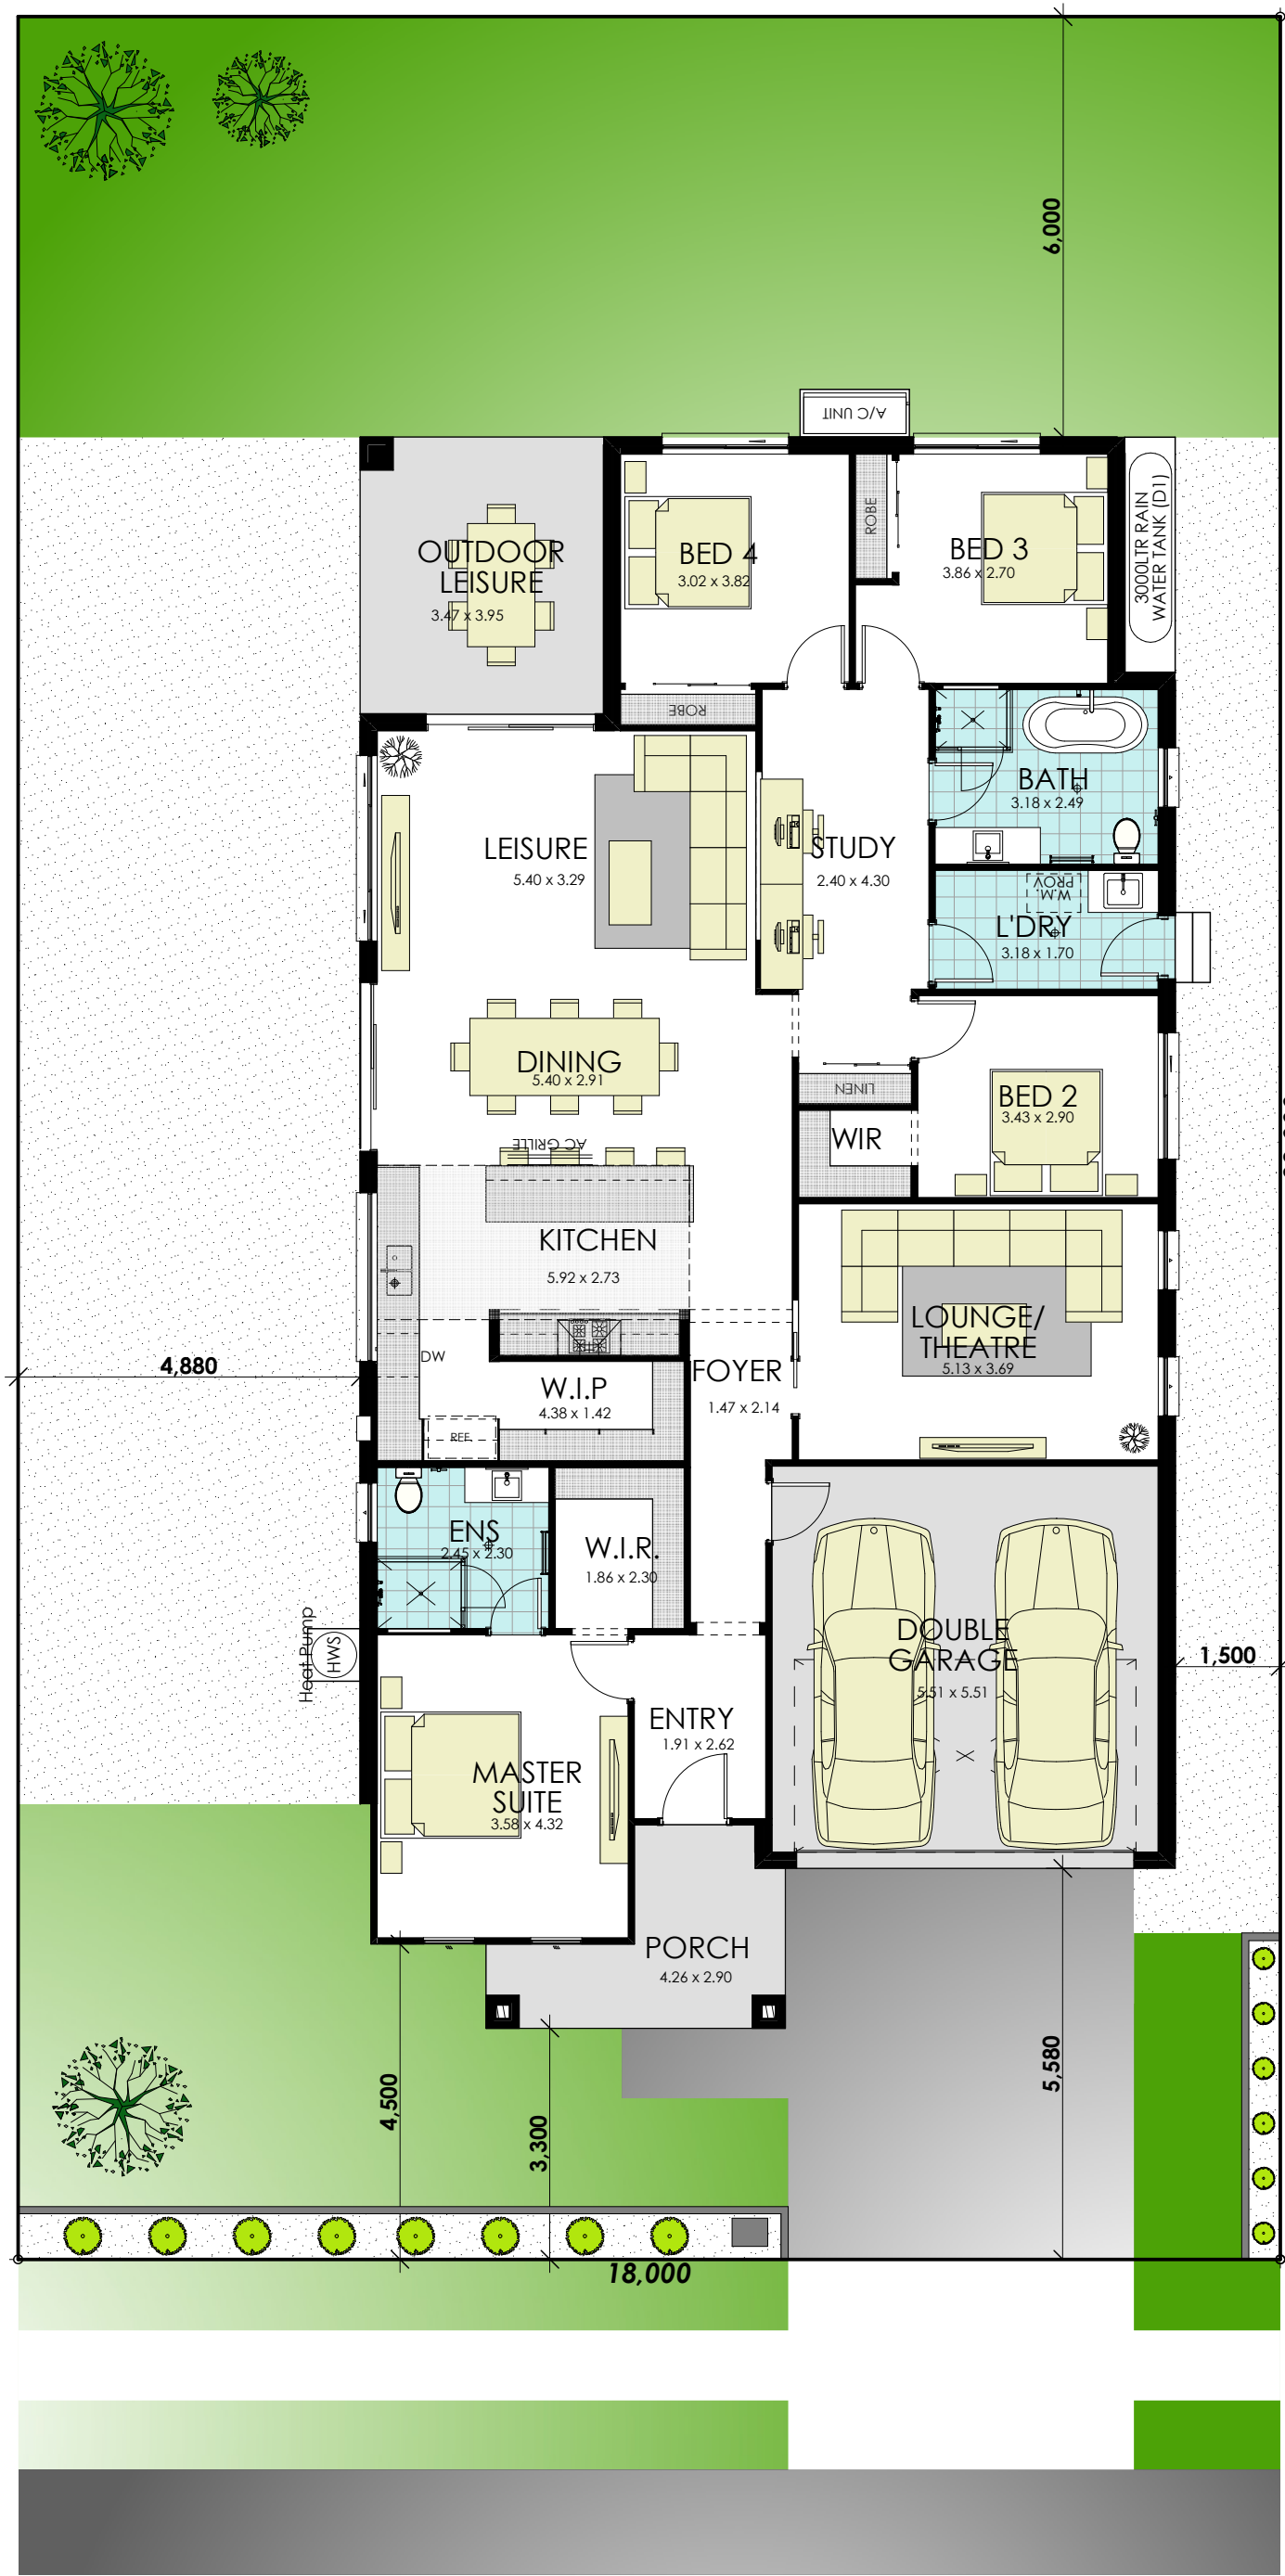 6,000
A/C UNIT
3000LTR RAIN
WATER TANK (D1)
ROBE
BED 4
3.02 x 3.82
BED 3
3.86 x 2.70
OUTDOOR
LEISURE
3.47 x 3.95
ROBE
BATH
3.18 x 2.49
LEISURE
5.40 x 3.29
STUDY
2.40 x 4.30
W.M.
PROV
L'DRY
3.18 x 1.70
DINING
5.40 x 2.91
LINEN
BED 2
3.43 x 2.90
AC GRILLE
WIR
KITCHEN
5.92 x 2.73
LOUNGE/
THEATRE
5.13 x 3.69
DW
4,880
FOYER
1.47 x 2.14
W.I.P
4.38 x 1.42
REF.
ENS
2.45 x 2.30
W.I.R.
1.86 x 2.30
Heat Pump
HWS
DOUBLE
GARAGE
5.51 x 5.51
1,500
ENTRY
1.91 x 2.62
MASTER
SUITE
3.58 x 4.32
PORCH
4.26 x 2.90
4,500
3,300
5,580
18,000